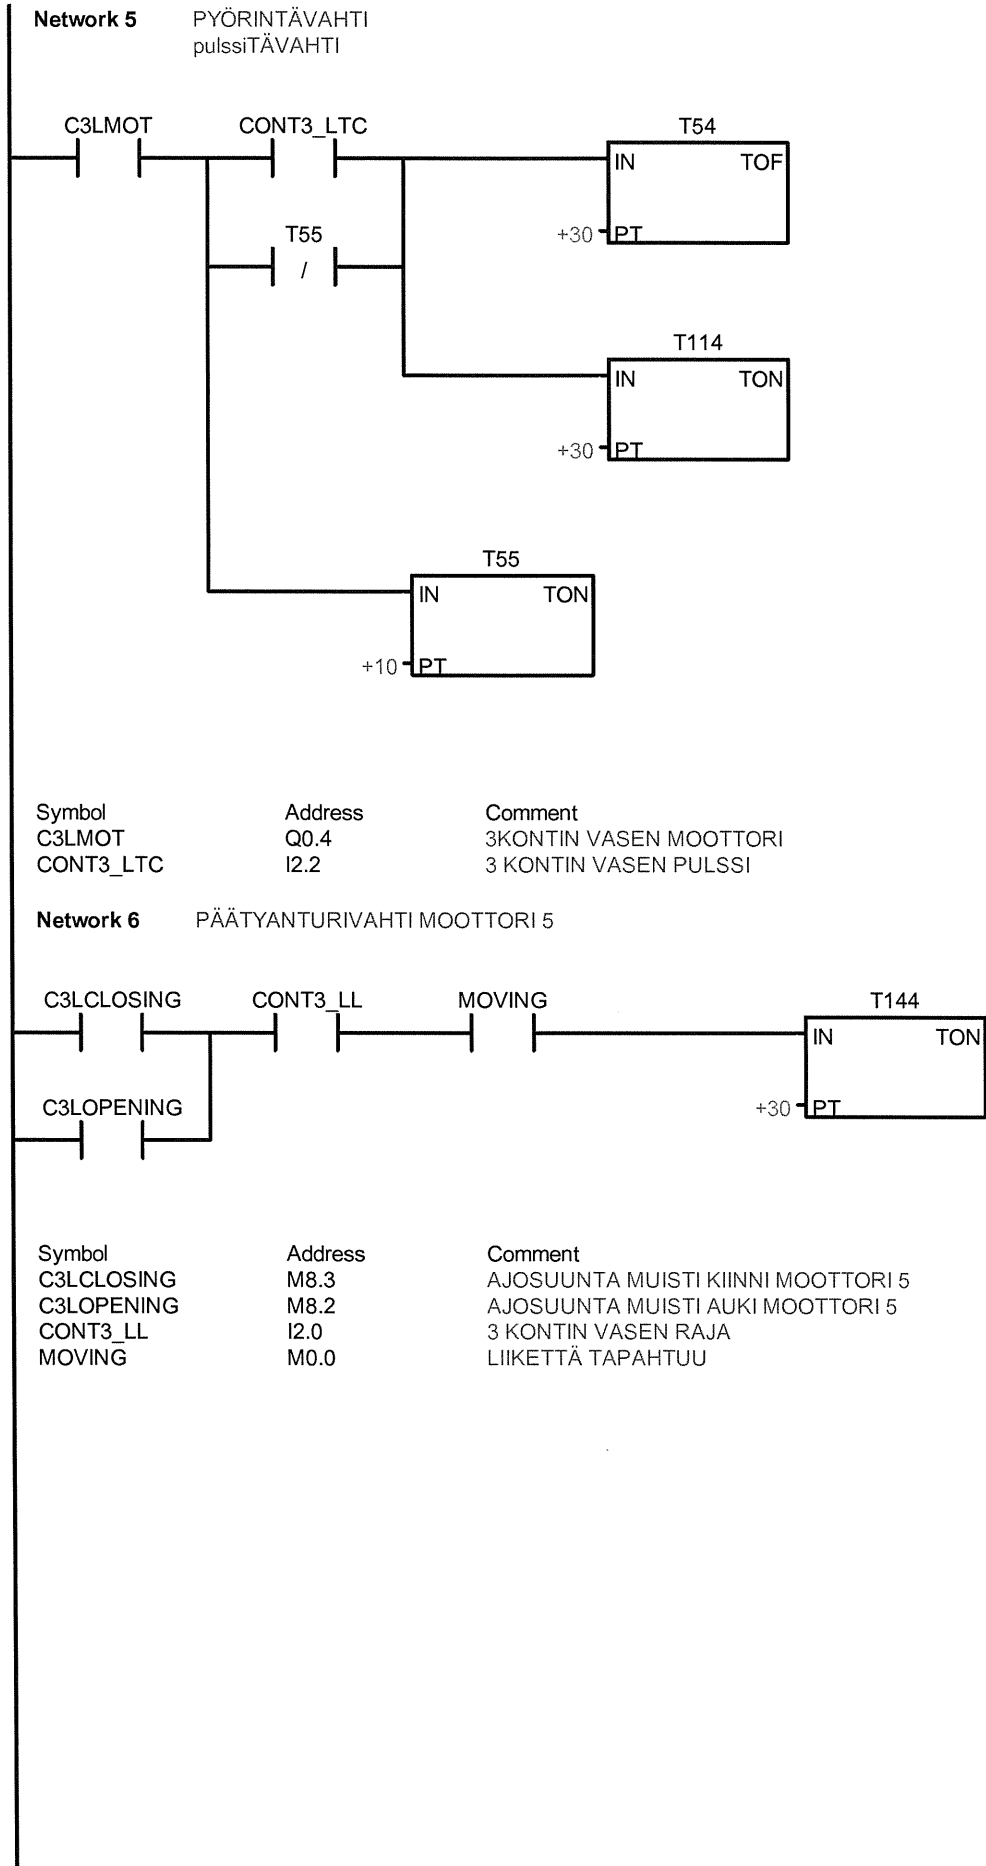 Network 5 PYÖRINTÄVAHTI
pulssiTÄVAHTI
C3LMOT CONT3_LTC T54
IN TOF
T55
+30 PT
/
T114
IN TON
+30 PT
T55
IN TON
+10 PT
Symbol Address Comment
C3LMOT Q0.4 3KONTIN VASEN MOOTTORI
CONT3_LTC I2.2 3 KONTIN VASEN PULSSI
Network 6 PÄÄTYANTURIVAHTI MOOTTORI 5
C3LCLOSING CONT3_LL MOVING T144
IN TON
C3LOPENING +30 PT
Symbol Address Comment
C3LCLOSING M8.3 AJOSUUNTA MUISTI KIINNI MOOTTORI 5
C3LOPENING M8.2 AJOSUUNTA MUISTI AUKI MOOTTORI 5
CONT3_LL I2.0 3 KONTIN VASEN RAJA
MOVING M0.0 LIIKETTÄ TAPAHTUU